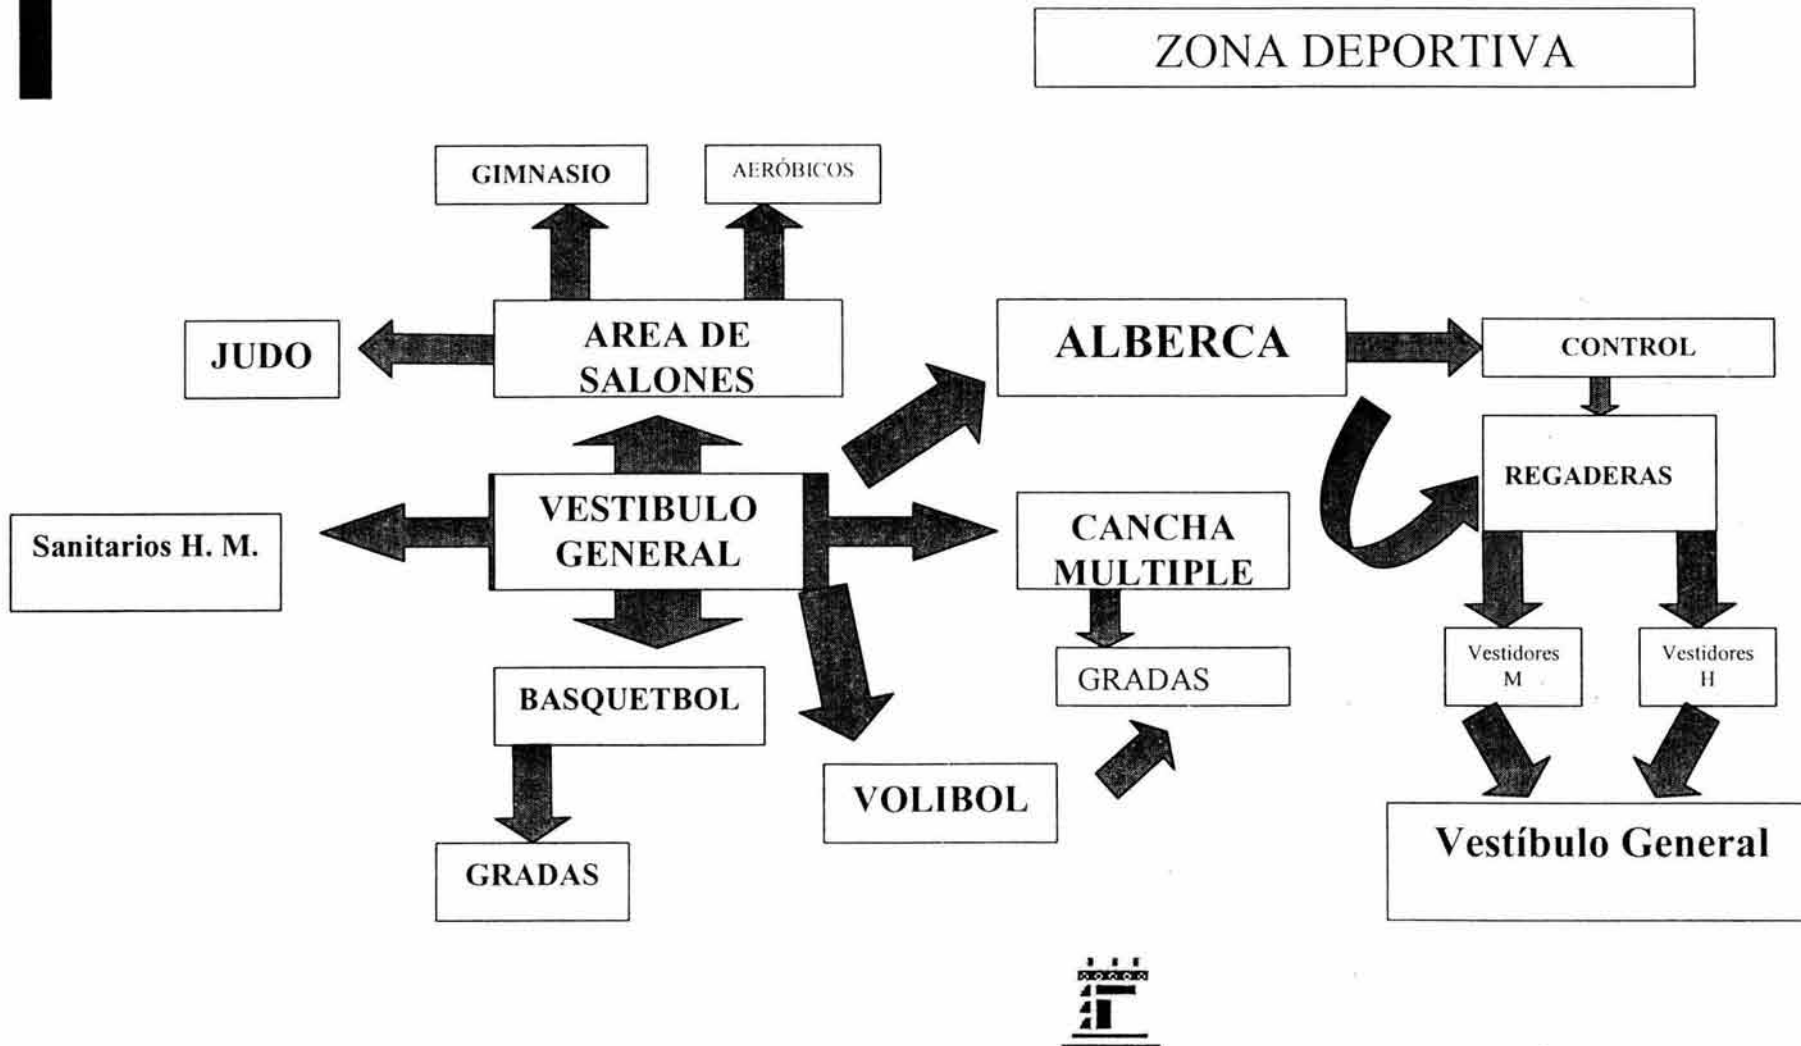 ZONA DEPORTIVA
GIMNASIO
AERÓBICOS
JUDO
AREA DE
SALONES
ALBERCA
CONTROL
REGADERAS
Sanitarios H. M.
VESTIBULO
GENERAL
CANCHA
MULTIPLE
BASQUETBOL
GRADAS
Vestidores
M
Vestidores
H
VOLIBOL
GRADAS
Vestíbulo General